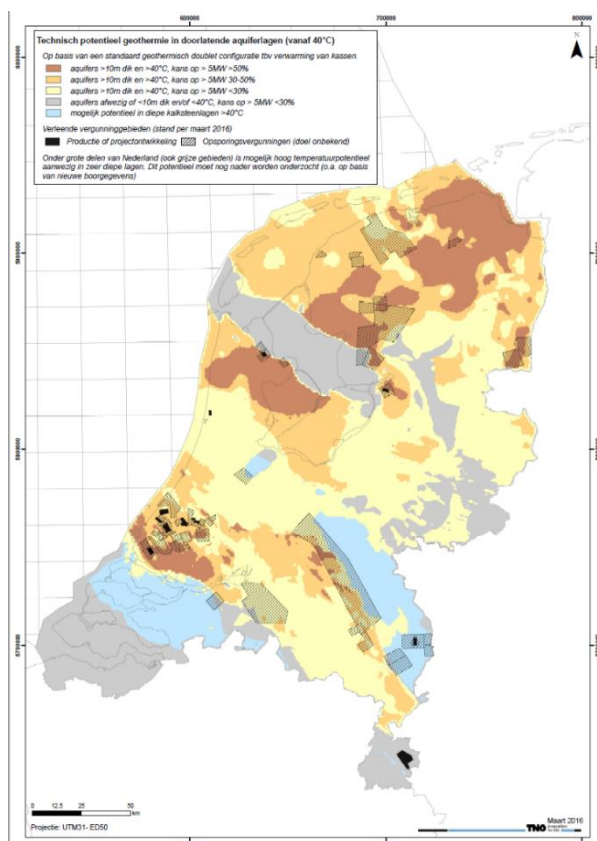 600000 700000 800000
Technisch potentieel geothermie in doorlatende aquiferlagen (vanaf 40°C)
Op basis van een standaard geothermisch doublet configuratie tbv verwarming van kassen.
aquifers >10m dik en >40°C, kans op > 5MW >50%
aquifers >10m dik en >40°C, kans op > 5MW 30-50%
aquifers >10m dik en >40°C, kans op > 5MW <30%
aquifers afwezig of <10m dik en/of <40°C, kans op > 5MW <30%
mogelijk potentieel in diepe kalksteenlagen >40°C
Verleende vergunninggebieden (stand per maart 2016)
Productie of projectontwikkeling
Opsporingsvergunningen (doel onbekend)
Onder grote delen van Nederland (ook grijze gebieden) is mogelijk hoog temperatuurpotentieel
aanwezig in zeer diepe lagen. Dit potentieel moet nog nader worden onderzocht (o.a. op basis
van nieuwe boorgegevens)
N
0 12.5 25 50
km
Projectie: UTM31- ED50
Maart 2016
TNO